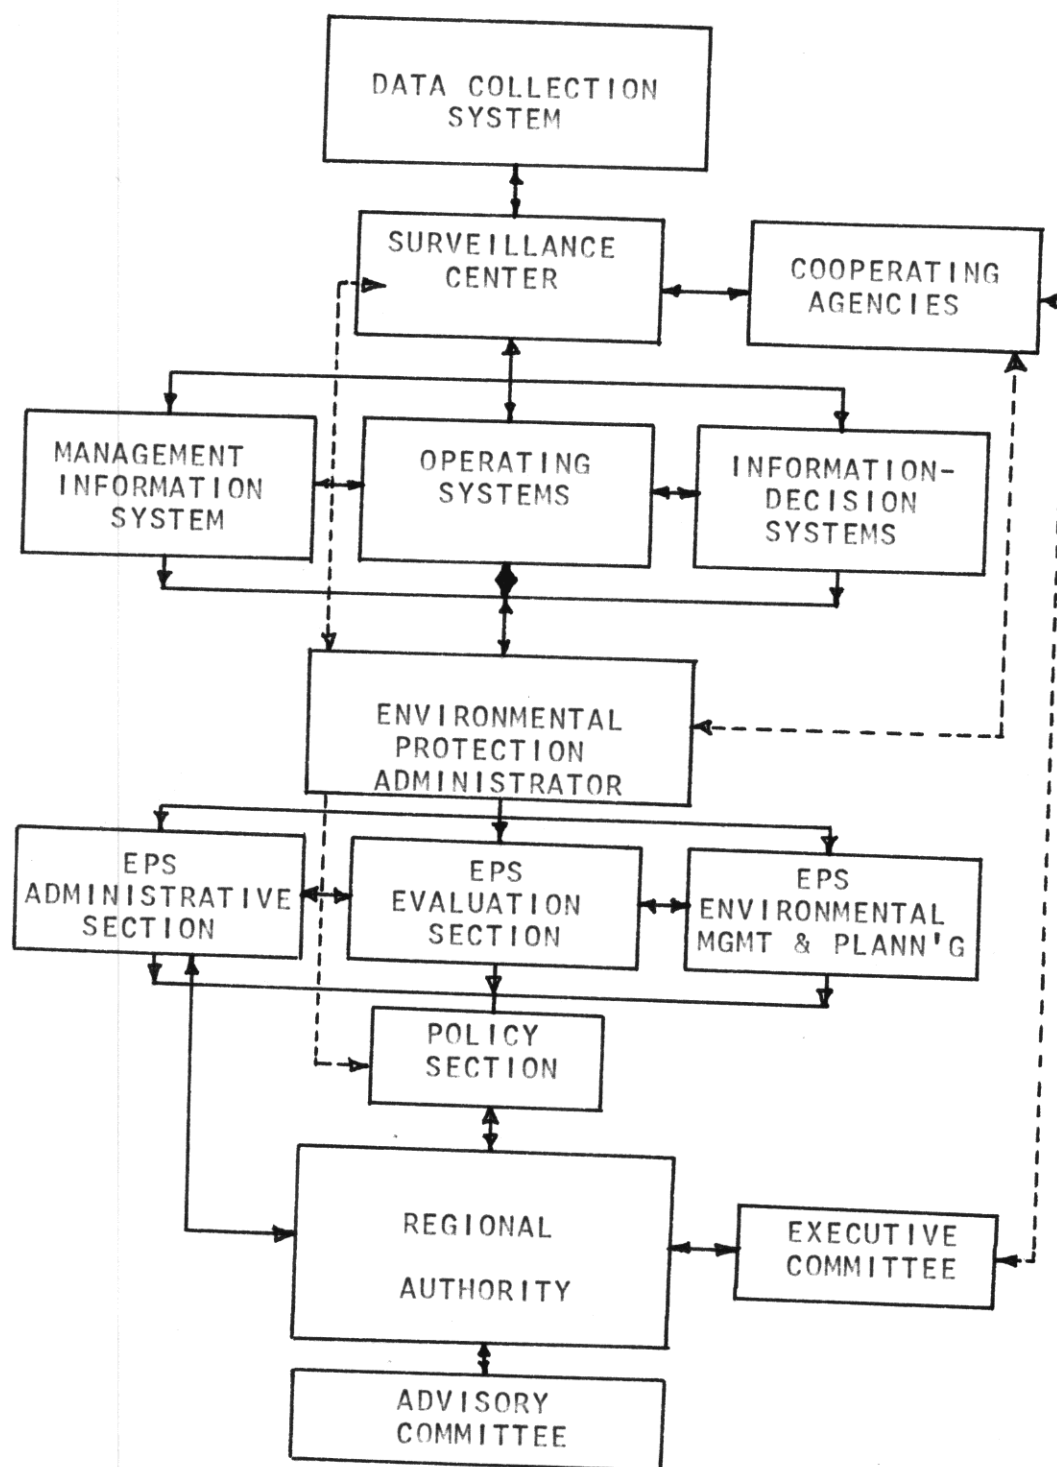 DATA COLLECTION
SYSTEM
SURVEILLANCE
CENTER
COOPERATING
AGENCIES
MANAGEMENT
INFORMATION
SYSTEM
OPERATING
SYSTEMS
INFORMATION-
DECISION
SYSTEMS
ENVIRONMENTAL
PROTECTION
ADMINISTRATOR
EPS
ADMINISTRATIVE
SECTION
EPS
EVALUATION
SECTION
EPS
ENVIRONMENTAL
MGMT & PLANN'G
POLICY
SECTION
REGIONAL
AUTHORITY
EXECUTIVE
COMMITTEE
ADVISORY
COMMITTEE